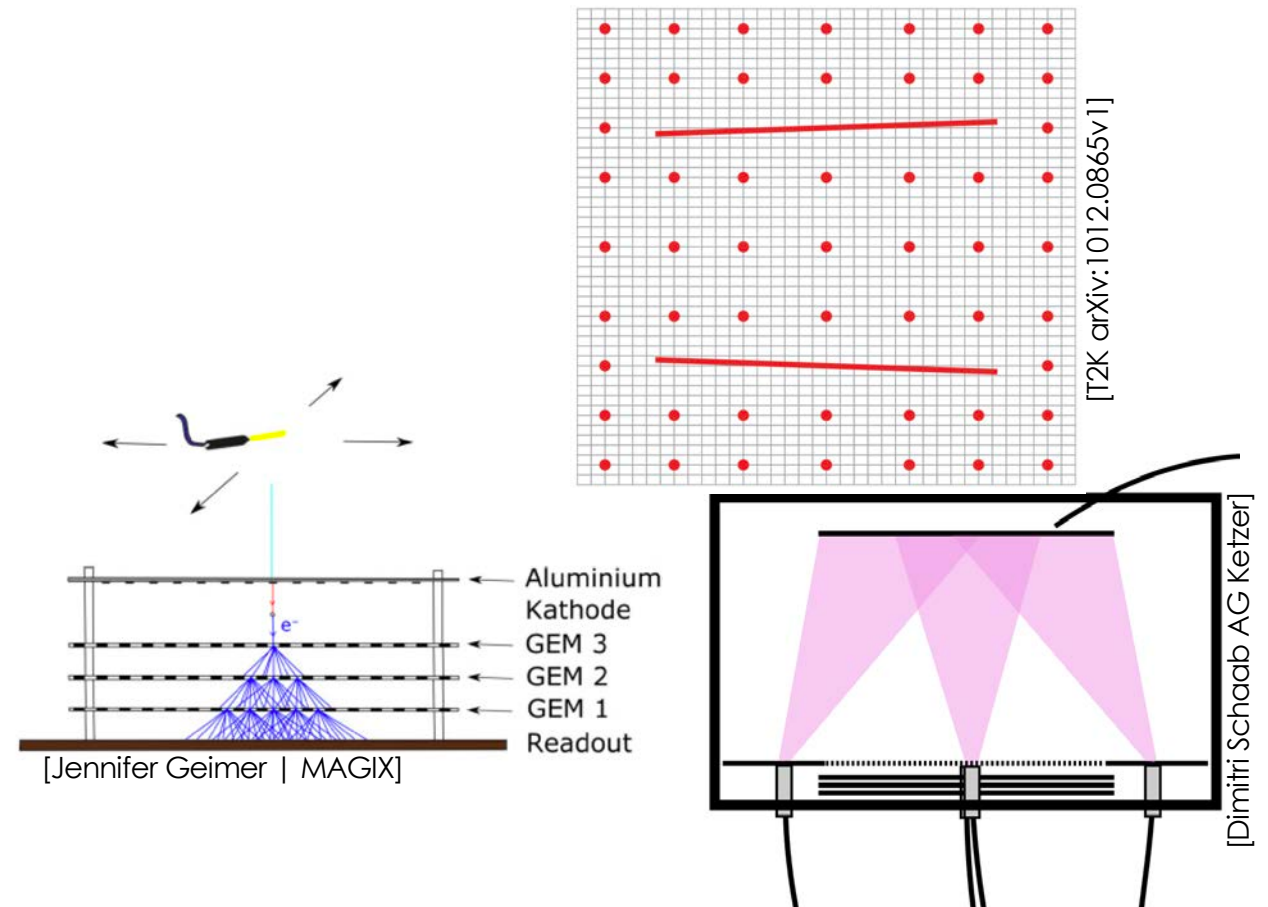 [T2K arXiv:1012.0865v1]
Aluminium
Kathode
e⁻
GEM 3
GEM 2
GEM 1
Readout
[Jennifer Geimer | MAGIX]
[Dimitri Schaab AG Ketzer]